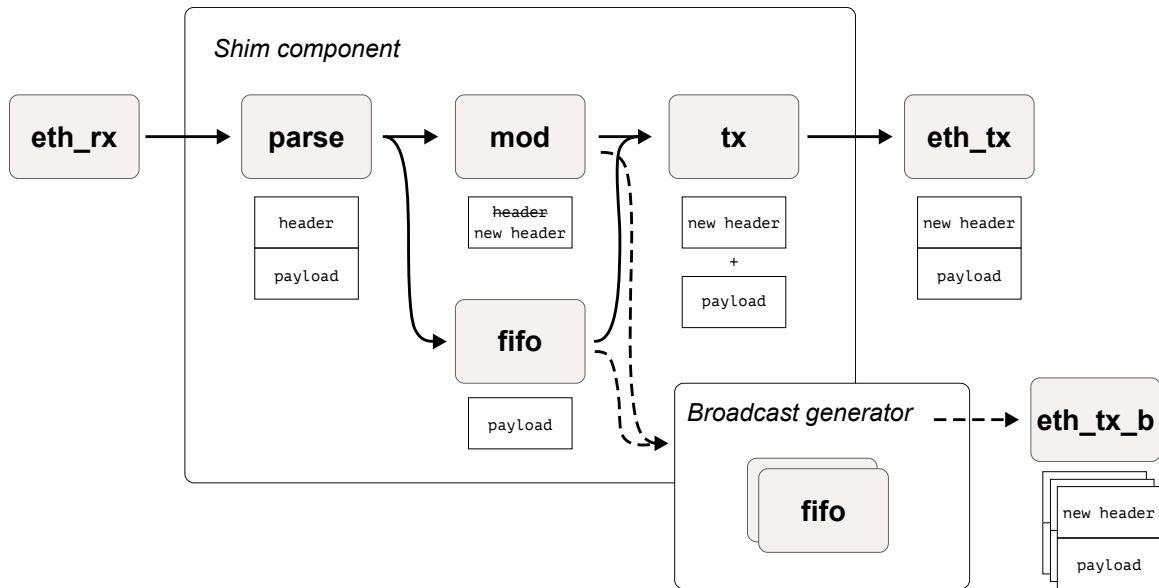 Shim component
eth_rx
parse
mod
tx
eth_tx
header
payload
header
new header
new header
+
payload
new header
payload
fifo
payload
Broadcast generator
fifo
eth_tx_b
new header
payload